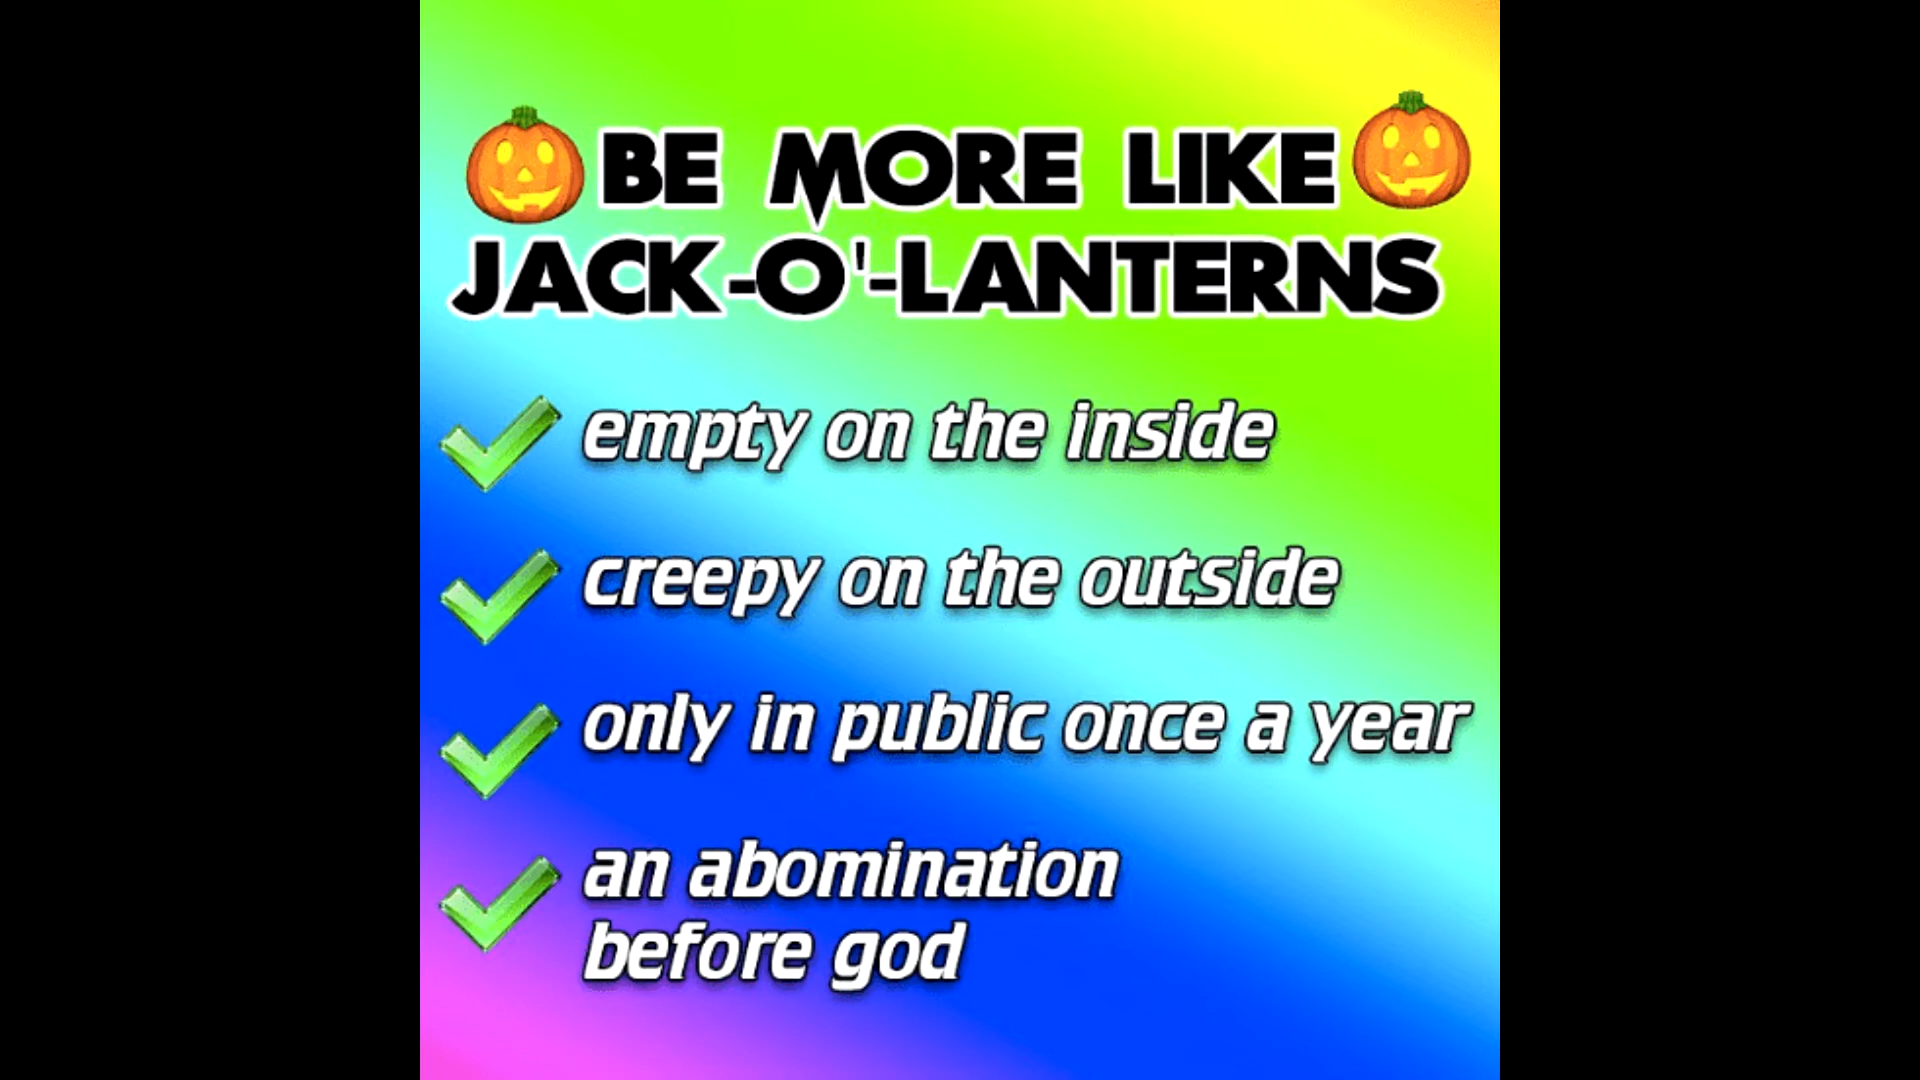 BE MORE LIKE
JACK-O'-LANTERNS
empty on the inside
creepy on the outside
only in public once a year
an abomination
before god